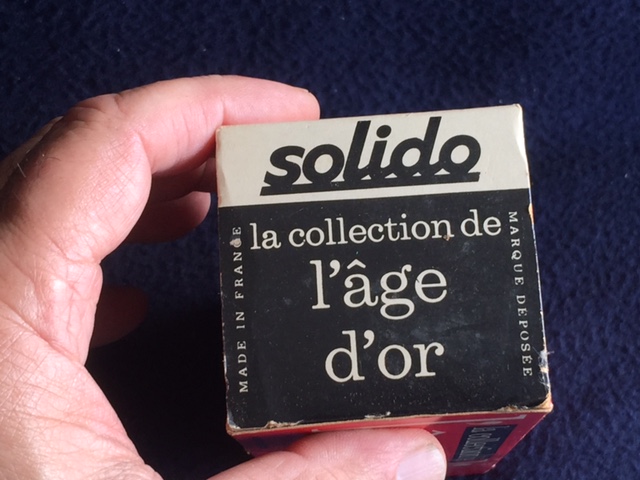 solido
la collection de
l'âge
d'or
MADE IN FRANCE
MARQUE DEPOSEE